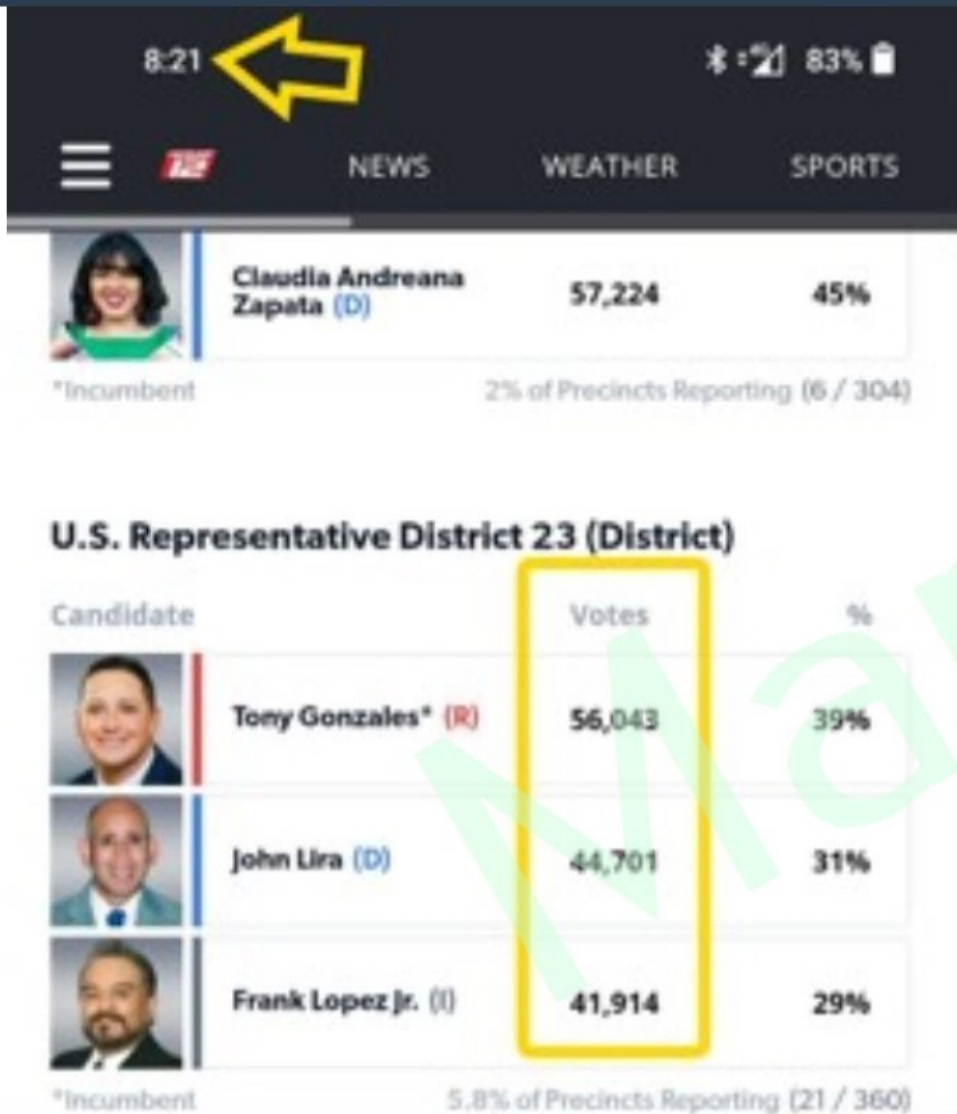 8:21 83%
NEWS WEATHER SPORTS
Claudia Andreana
Zapata (D) 57,224 45%
*Incumbent 2% of Precincts Reporting (6 / 304)
U.S. Representative District 23 (District)
Candidate Votes %
Tony Gonzales* (R) 56,043 39%
John Lira (D) 44,701 31%
Frank Lopez Jr. (I) 41,914 29%
*Incumbent 5.8% of Precincts Reporting (21 / 360)